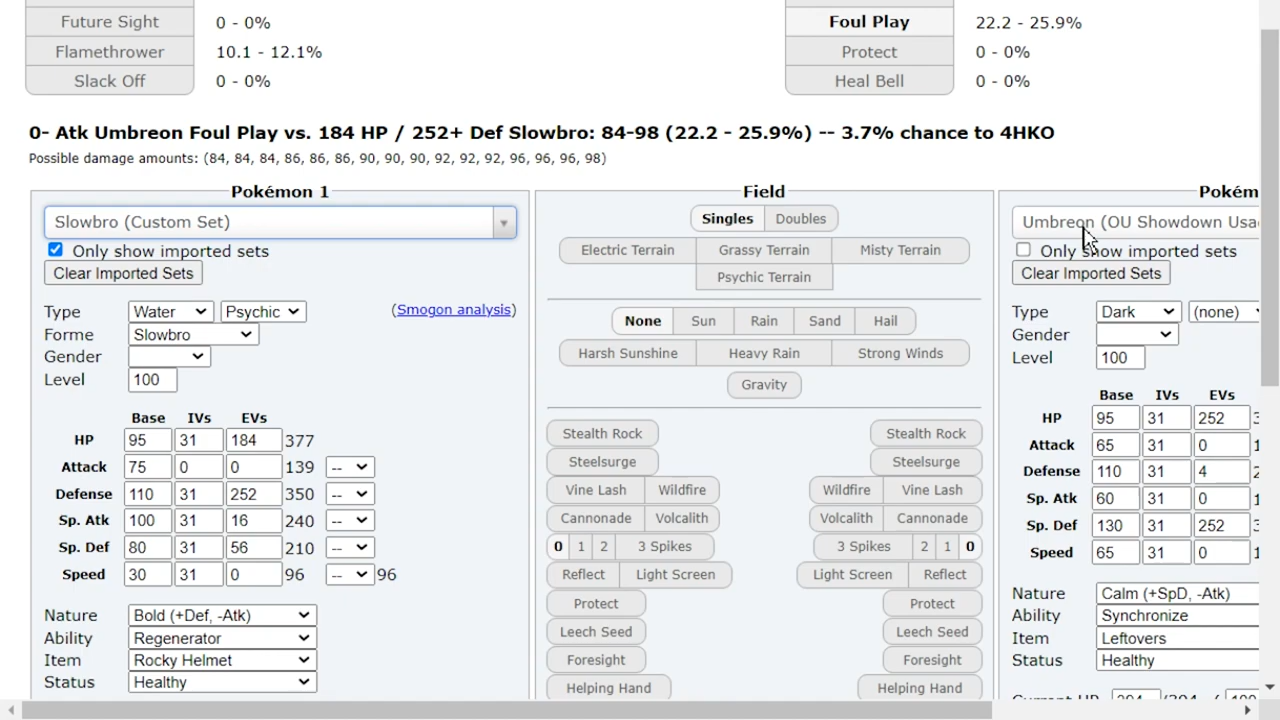 Future Sight 0 - 0% Foul Play 22.2 - 25.9%
Flamethrower 10.1 - 12.1% Protect 0 - 0%
Slack Off 0 - 0% Heal Bell 0 - 0%
0- Atk Umbreon Foul Play vs. 184 HP / 252+ Def Slowbro: 84-98 (22.2 - 25.9%) -- 3.7% chance to 4HKO
Possible damage amounts: (84, 84, 84, 86, 86, 86, 90, 90, 90, 92, 92, 92, 96, 96, 96, 98)
Pokémon 1
Slowbro (Custom Set)
Only show imported sets
Clear Imported Sets
Type Water Psychic (Smogon analysis)
Forme Slowbro
Gender
Level 100
Base IVs EVs
HP 95 31 184 377
Attack 75 0 0 139 --
Defense 110 31 252 350 --
Sp. Atk 100 31 16 240 --
Sp. Def 80 31 56 210 --
Speed 30 31 0 96 -- 96
Nature Bold (+Def, -Atk)
Ability Regenerator
Item Rocky Helmet
Status Healthy
Field
Singles Doubles
Electric Terrain Grassy Terrain Misty Terrain
Psychic Terrain
None Sun Rain Sand Hail
Harsh Sunshine Heavy Rain Strong Winds
Gravity
Stealth Rock Stealth Rock
Steelsurge Steelsurge
Vine Lash Wildfire Wildfire Vine Lash
Cannonade Volcalith Volcalith Cannonade
0 1 2 3 Spikes 3 Spikes 2 1 0
Reflect Light Screen Light Screen Reflect
Protect Protect
Leech Seed Leech Seed
Foresight Foresight
Helping Hand Helping Hand
Pokém
Umbreon (OU Showdown Usa
Only show imported sets
Clear Imported Sets
Type Dark (none)
Gender
Level 100
Base IVs EVs
HP 95 31 252
Attack 65 31 0
Defense 110 31 4
Sp. Atk 60 31 0
Sp. Def 130 31 252
Speed 65 31 0
Nature Calm (+SpD, -Atk)
Ability Synchronize
Item Leftovers
Status Healthy